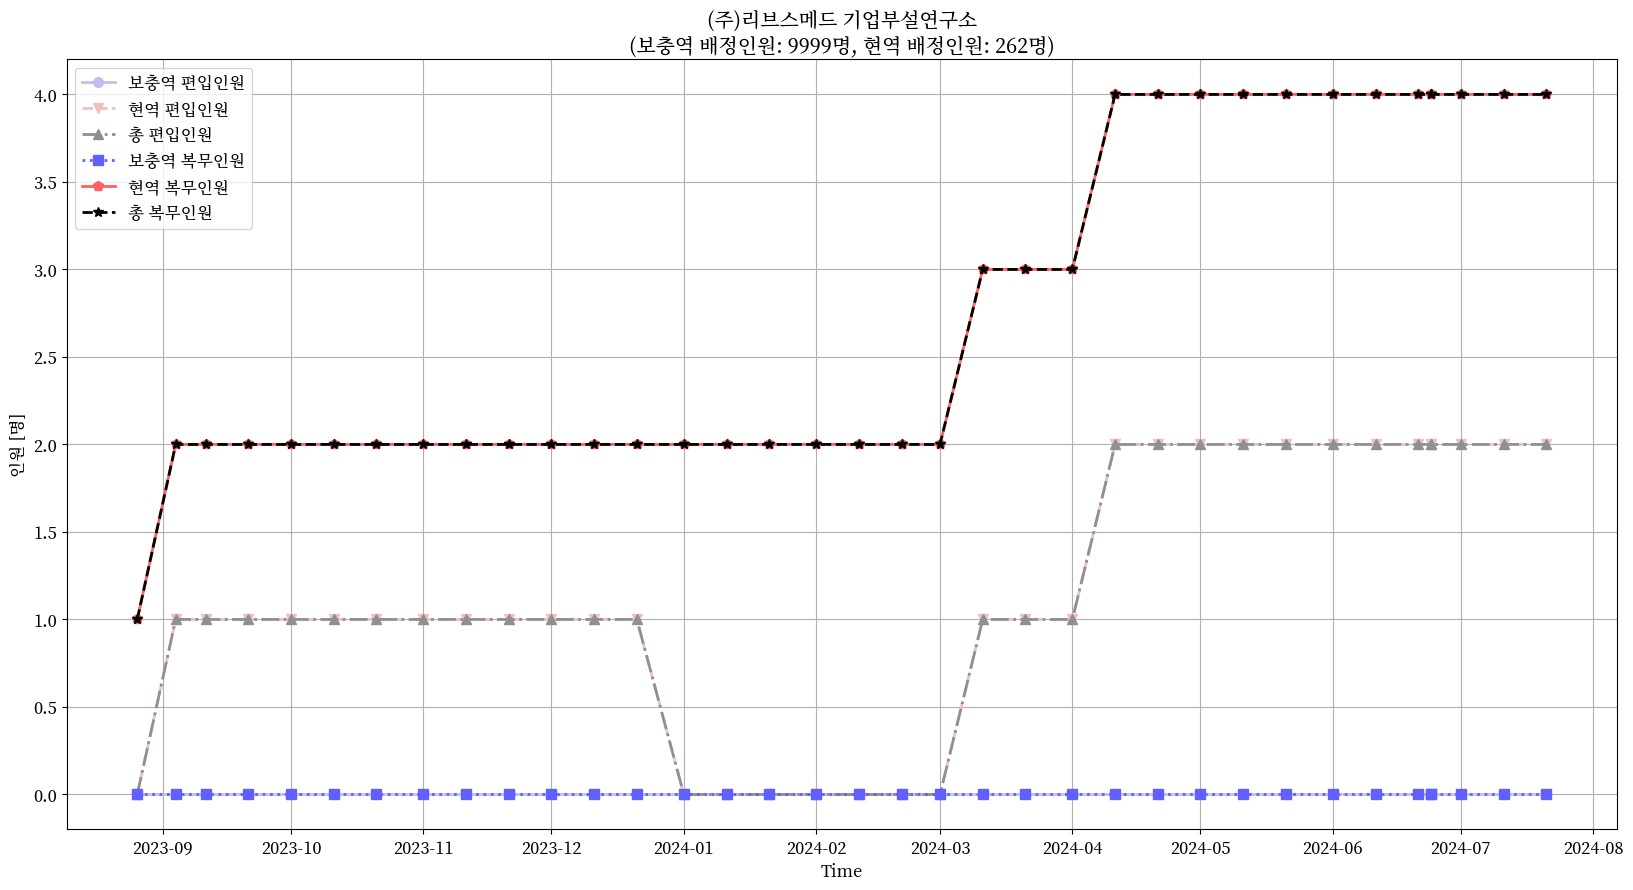 (주)리브스메드 기업부설연구소
(보충역 배정인원: 9999명, 현역 배정인원: 262명)
보충역 편입인원
현역 편입인원
총 편입인원
보충역 복무인원
현역 복무인원
총 복무인원
4.0
3.5
3.0
2.5
2.0
1.5
1.0
0.5
0.0
인원 [명]
2023-09 2023-10 2023-11 2023-12 2024-01 2024-02 2024-03 2024-04 2024-05 2024-06 2024-07 2024-08
Time